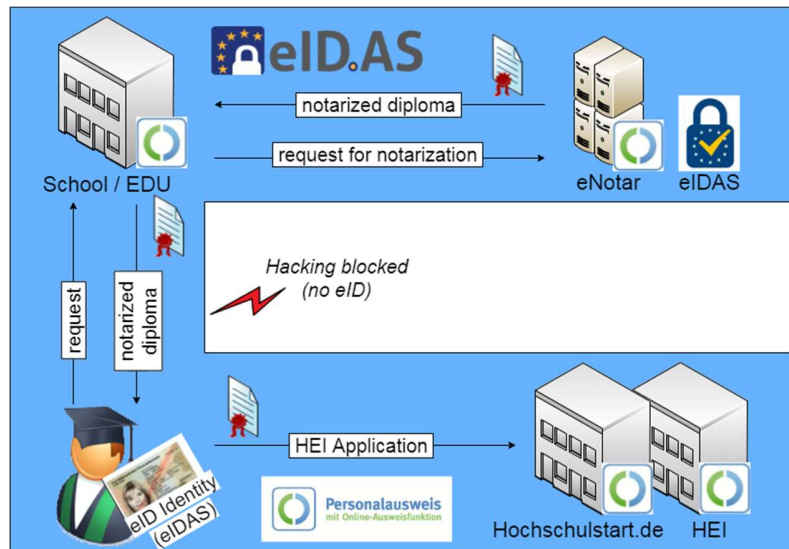 eID.AS
notarized diploma
request for notarization
School / EDU
eNotar
eIDAS
Hacking blocked
(no eID)
request
notarized
diploma
HEI Application
eID Identity
(eIDAS)
Personalausweis
mit Online-Ausweisfunktion
Hochschulstart.de
HEI